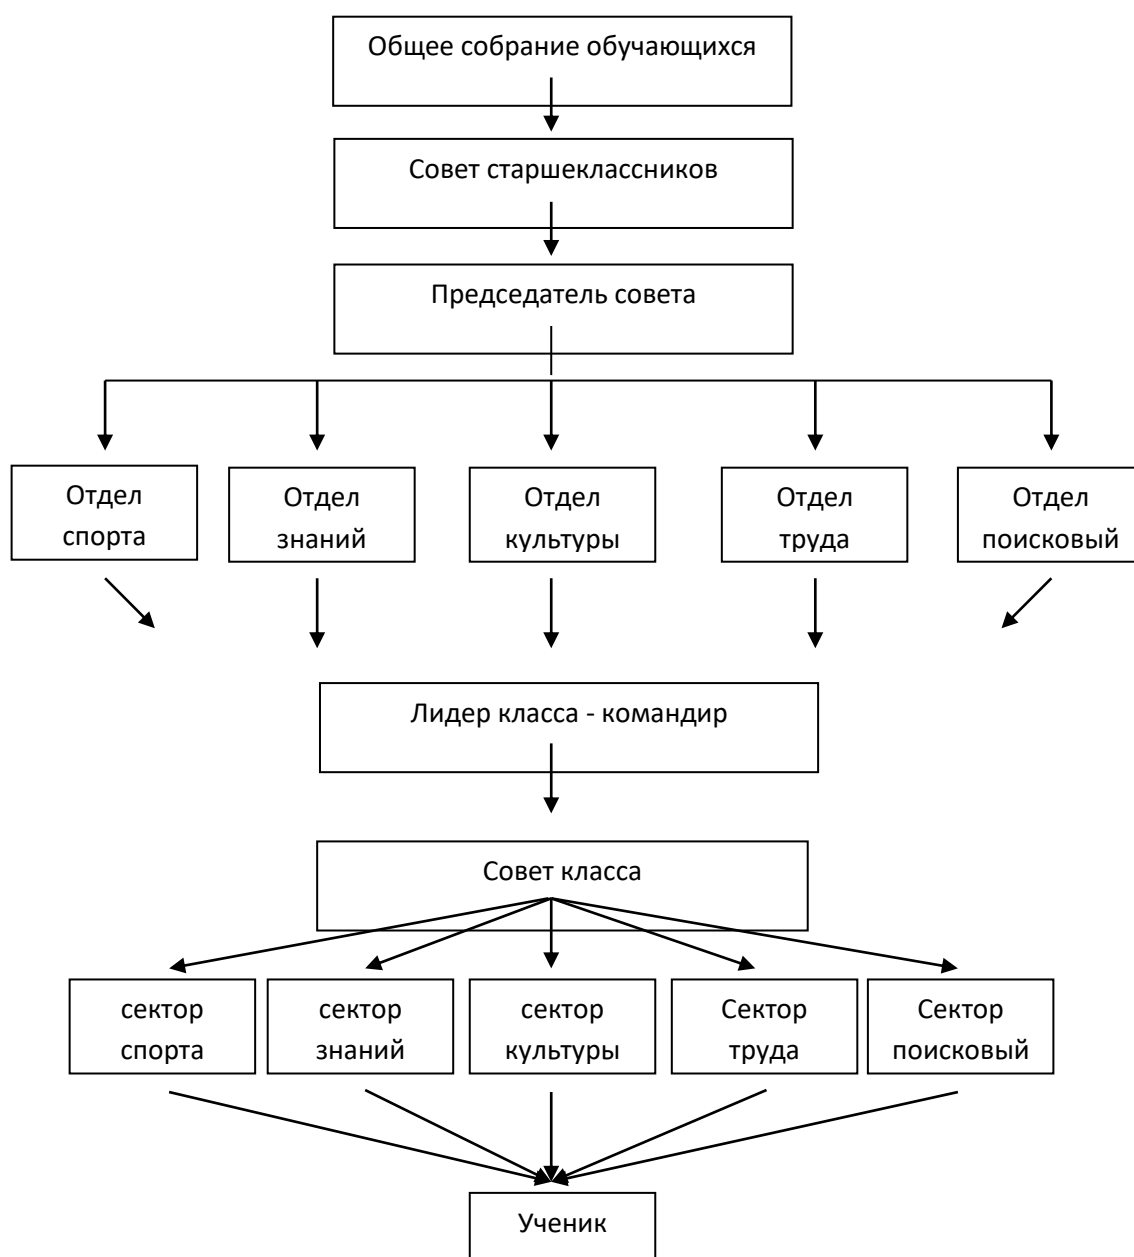 Общее собрание обучающихся
Совет старшеклассников
Председатель совета
Отдел
спорта
Отдел
знаний
Отдел
культуры
Отдел
труда
Отдел
поисковый
Лидер класса - командир
Совет класса
сектор
спорта
сектор
знаний
сектор
культуры
Сектор
труда
Сектор
поисковый
Ученик